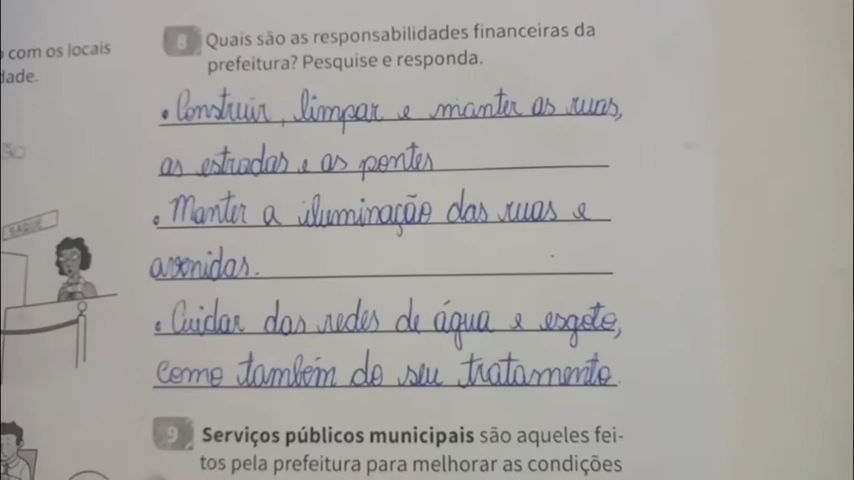 com os locais
dade.
8 Quais são as responsabilidades financeiras da
prefeitura? Pesquise e responda.
• Construir, limpar e manter as ruas,
as estradas e as pontes
• Manter a iluminação das ruas e
avenidas.
• Cuidar das redes de água e esgoto,
como também do seu tratamento.
SAQUE
9 Serviços públicos municipais são aqueles fei-
tos pela prefeitura para melhorar as condições